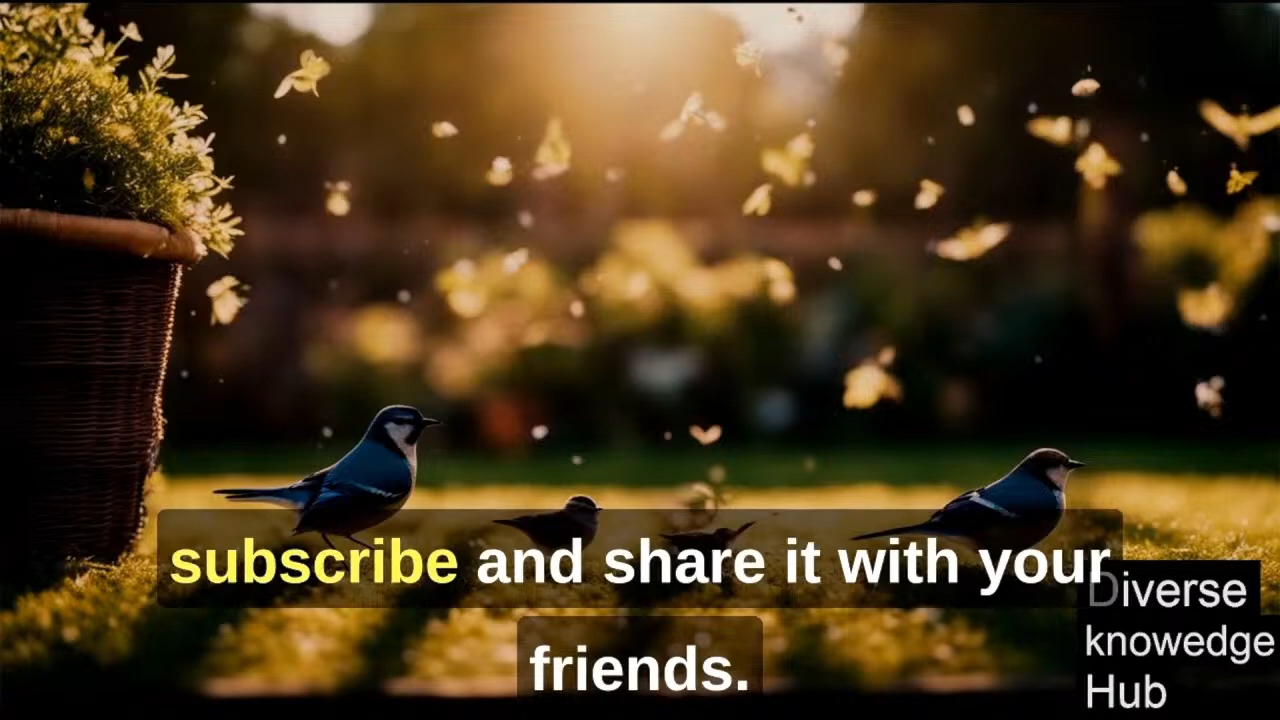 subscribe and share it with your
friends.
Diverse
knowedge
Hub